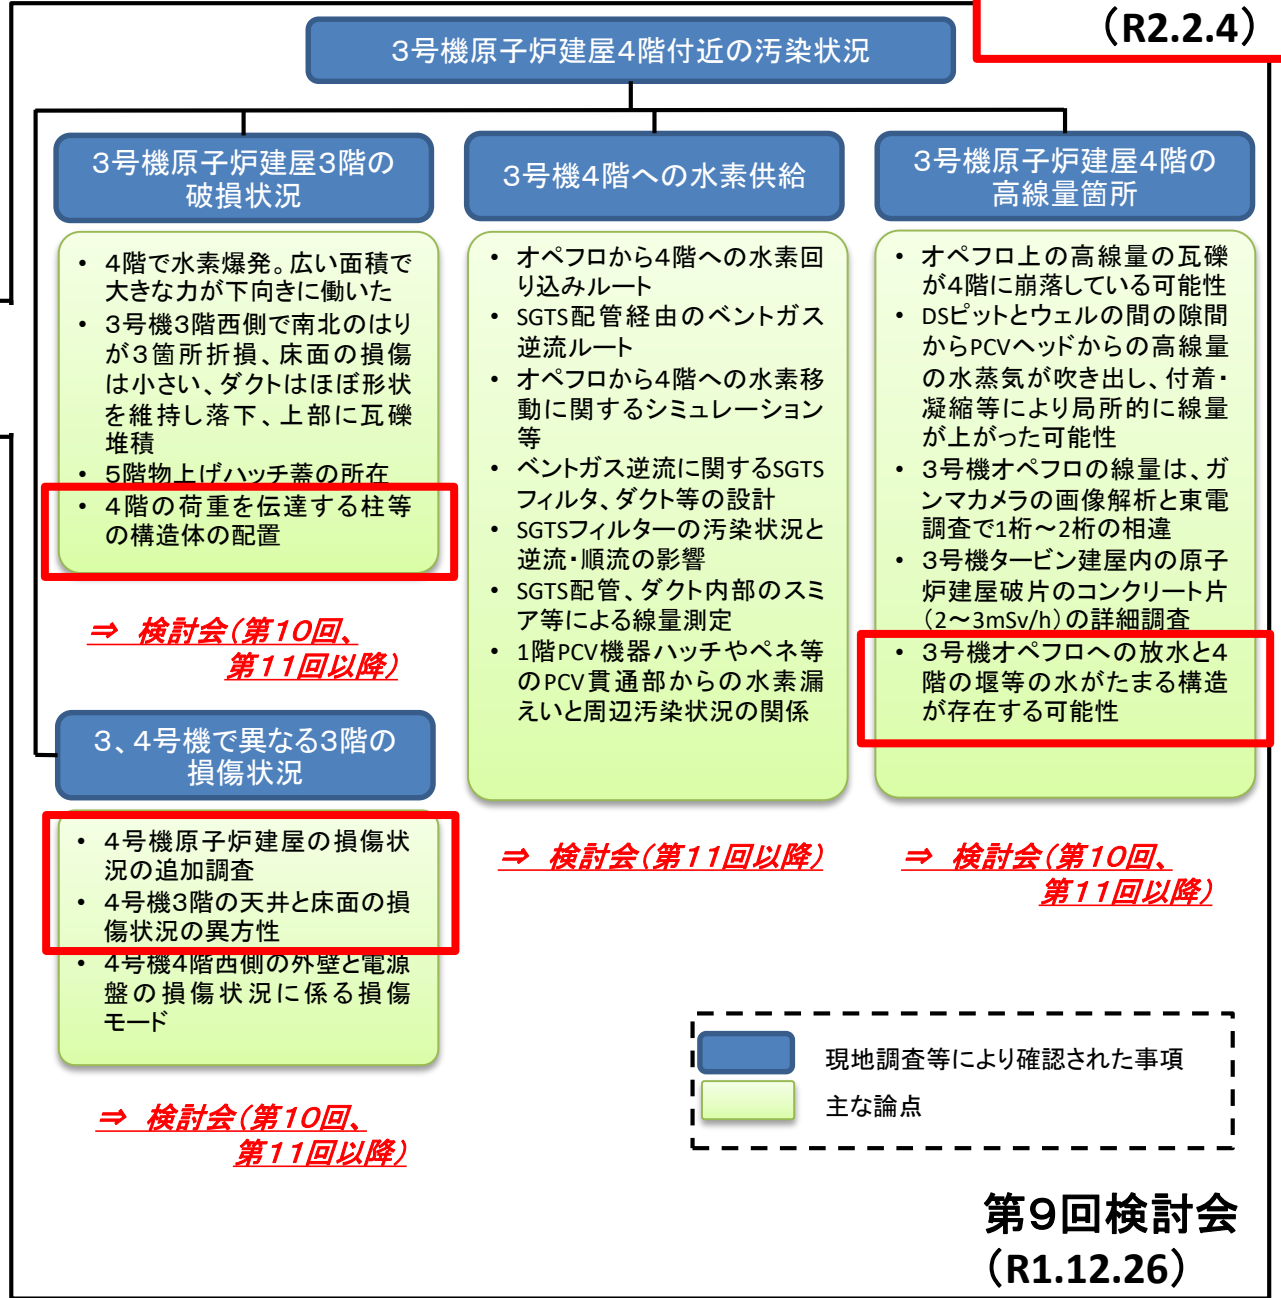 （R2.2.4）
３号機原子炉建屋４階付近の汚染状況
３号機原子炉建屋３階の
破損状況
• ４階で水素爆発。広い面積で
大きな力が下向きに働いた
• ３号機３階西側で南北のはり
が３箇所折損、床面の損傷
は小さい、ダクトはほぼ形状
を維持し落下、上部に瓦礫
堆積
• ５階物上げハッチ蓋の所在
• ４階の荷重を伝達する柱等
の構造体の配置
⇒ 検討会（第１０回、
第１１回以降）
３、４号機で異なる３階の
損傷状況
• ４号機原子炉建屋の損傷状
況の追加調査
• ４号機３階の天井と床面の損
傷状況の異方性
• ４号機４階西側の外壁と電源
盤の損傷状況に係る損傷
モード
⇒ 検討会（第１０回、
第１１回以降）
３号機４階への水素供給
• オペフロから４階への水素回
り込みルート
• SGTS配管経由のベントガス
逆流ルート
• オペフロから４階への水素移
動に関するシミュレーション
等
• ベントガス逆流に関するSGTS
フィルタ、ダクト等の設計
• SGTSフィルターの汚染状況と
逆流・順流の影響
• SGTS配管、ダクト内部のスミ
ア等による線量測定
• １階PCV機器ハッチやペネ等
のPCV貫通部からの水素漏
えいと周辺汚染状況の関係
⇒ 検討会（第１１回以降）
３号機原子炉建屋４階の
高線量箇所
• オペフロ上の高線量の瓦礫
が４階に崩落している可能性
• DSピットとウェルの間の隙間
からPCVヘッドからの高線量
の水蒸気が吹き出し、付着・
凝縮等により局所的に線量
が上がった可能性
• ３号機オペフロの線量は、ガ
ンマカメラの画像解析と東電
調査で1桁～2桁の相違
• ３号機タービン建屋内の原子
炉建屋破片のコンクリート片
（2～3mSv/h）の詳細調査
• ３号機オペフロへの放水と４
階の堰等の水がたまる構造
が存在する可能性
⇒ 検討会（第１０回、
第１１回以降）
現地調査等により確認された事項
主な論点
第９回検討会
（R1.12.26）